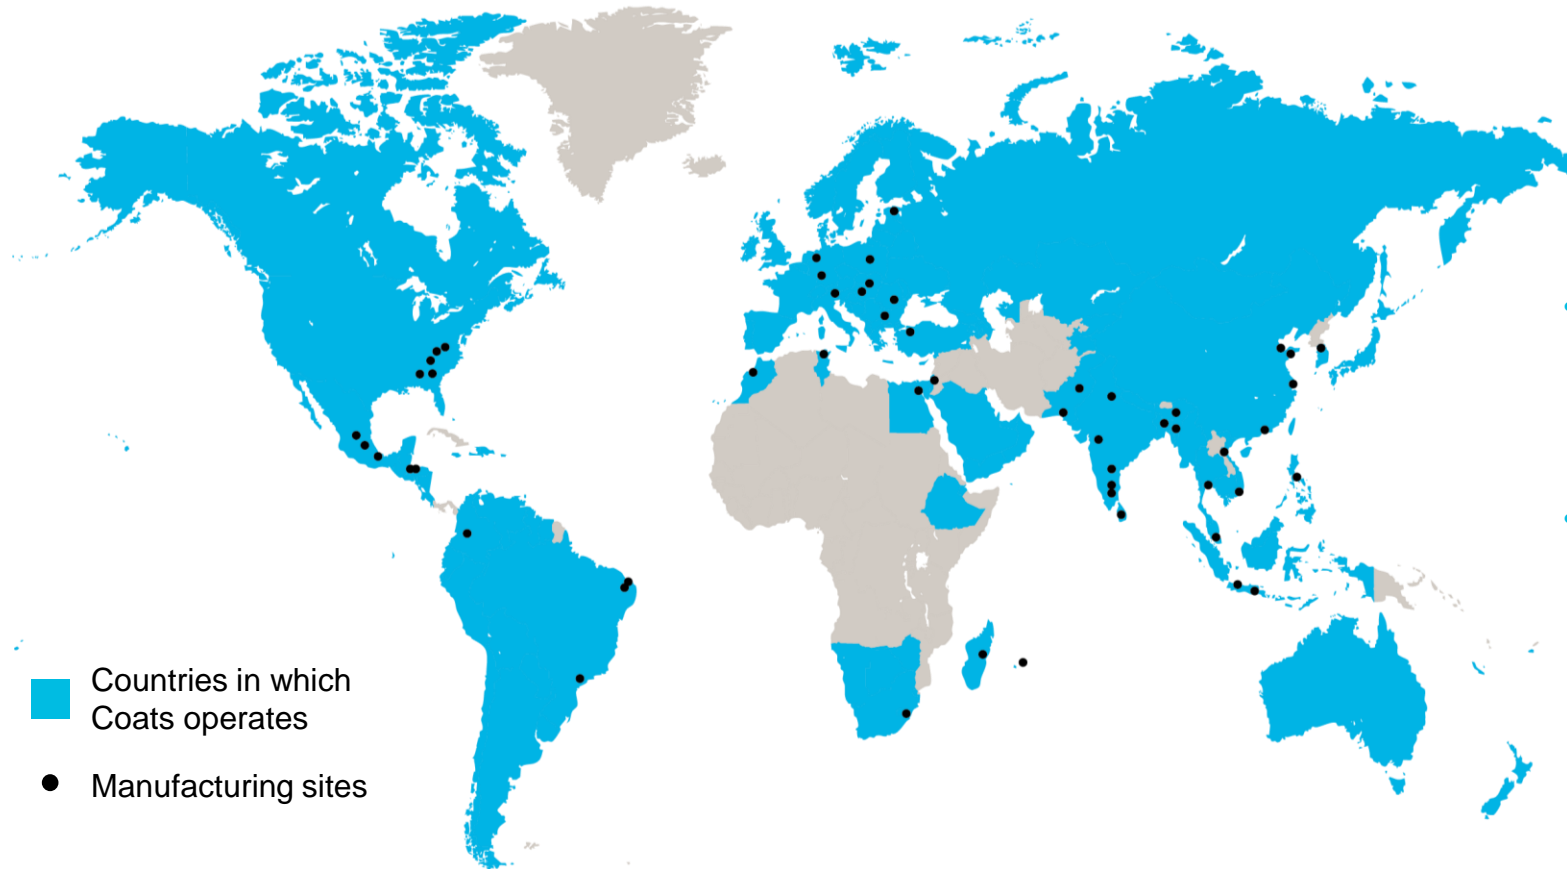 Countries in which
Coats operates
Manufacturing sites